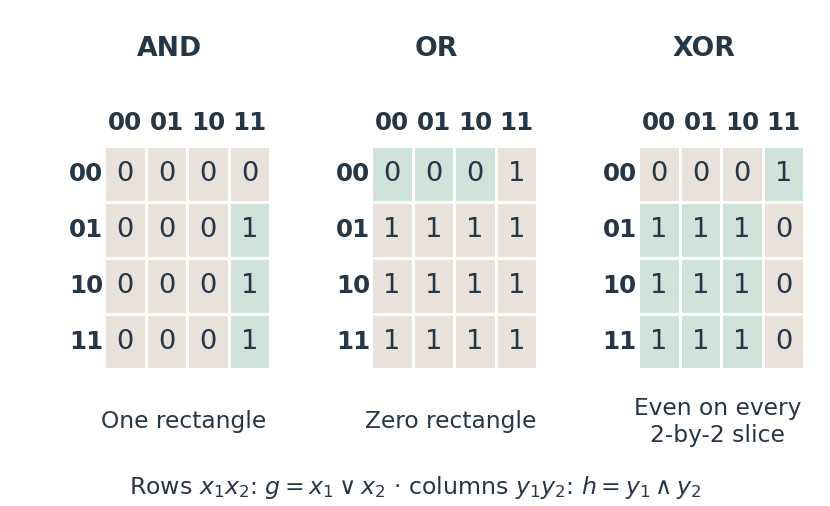 AND OR XOR
00 01 10 11 00 01 10 11 00 01 10 11
00 0 0 0 0 00 0 0 0 1 00 0 0 0 1
01 0 0 0 1 01 1 1 1 1 01 1 1 1 0
10 0 0 0 1 10 1 1 1 1 10 1 1 1 0
11 0 0 0 1 11 1 1 1 1 11 1 1 1 0
One rectangle Zero rectangle Even on every
2-by-2 slice
Rows x₁x₂: g = x₁ ∨ x₂ · columns y₁y₂: h = y₁ ∧ y₂